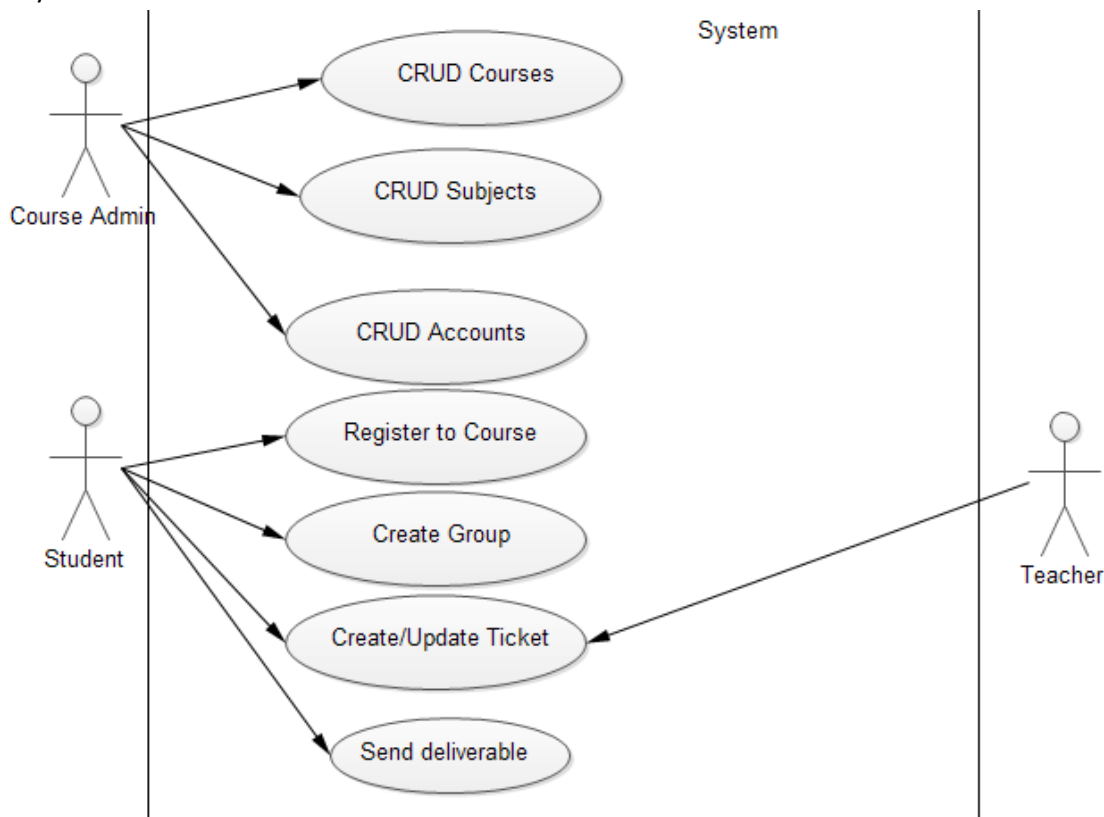 System
CRUD Courses
CRUD Subjects
Course Admin
CRUD Accounts
Register to Course
Create Group
Student
Teacher
Create/Update Ticket
Send deliverable